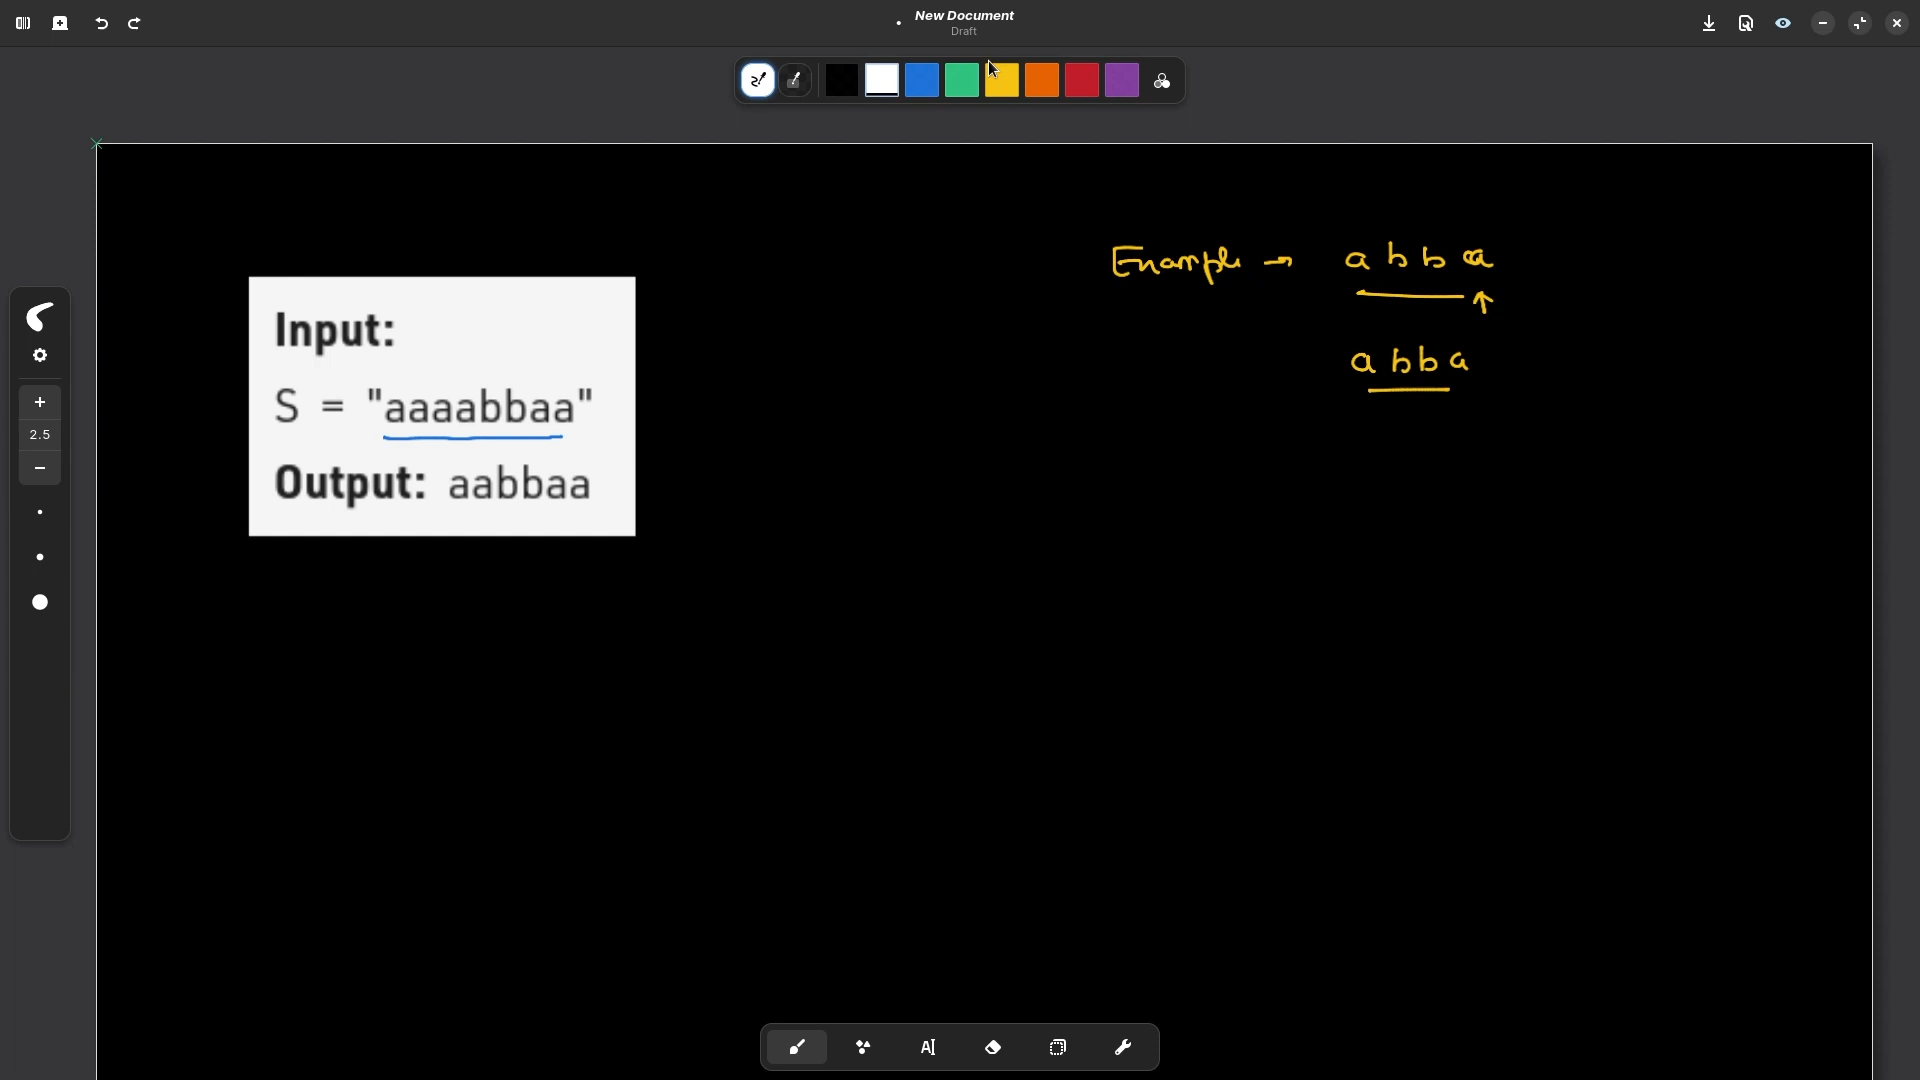 New Document
Draft
2.5
Input:
S = "aaaabbaa"
Output: aabbaa
Example → a b b a
a b b a